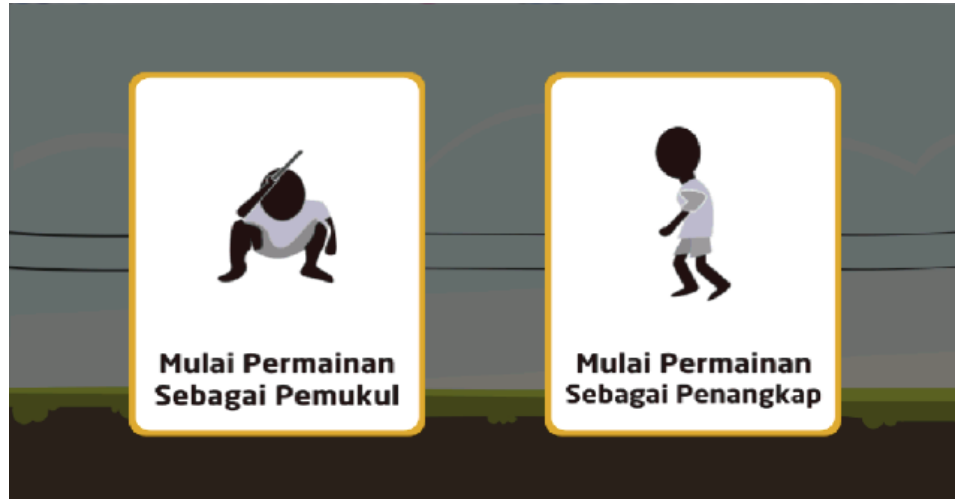 Mulai Permainan
Sebagai Pemukul
Mulai Permainan
Sebagai Penangkap